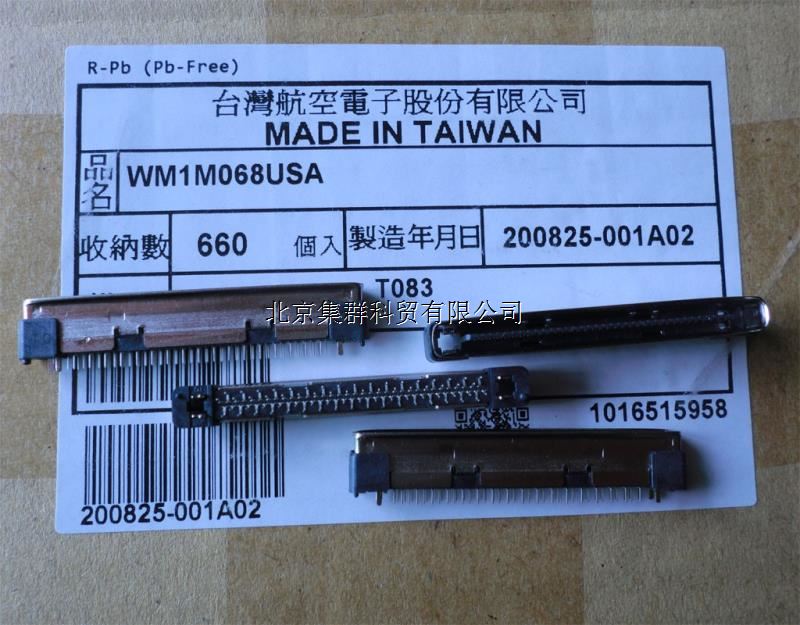 R-Pb (Pb-Free)
台灣航空電子股份有限公司
MADE IN TAIWAN
品名 WM1M068USA
收納數 660 個入 製造年月日 200825-001A02
T083
北京集群科贸有限公司
1016515958
200825-001A02